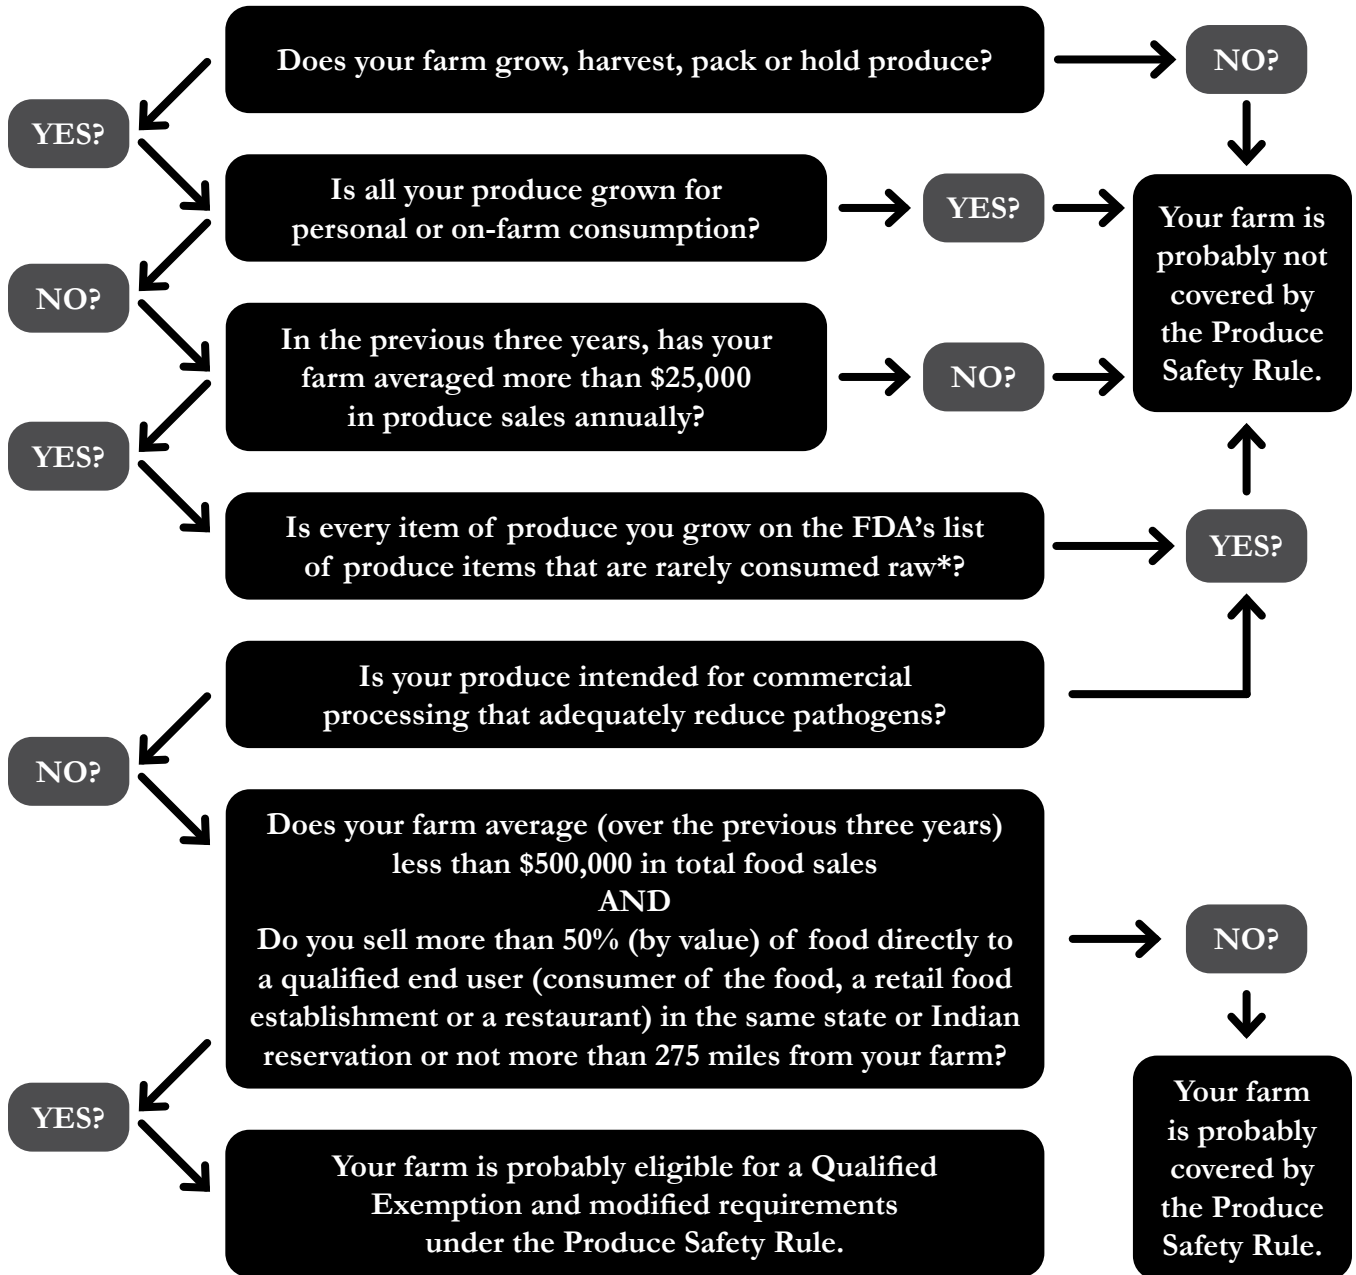 Does your farm grow, harvest, pack or hold produce?
NO?
YES?
Is all your produce grown for
personal or on-farm consumption?
YES?
Your farm is
probably not
covered by
the Produce
Safety Rule.
NO?
In the previous three years, has your
farm averaged more than $25,000
in produce sales annually?
NO?
YES?
Is every item of produce you grow on the FDA’s list
of produce items that are rarely consumed raw*?
YES?
Is your produce intended for commercial
processing that adequately reduce pathogens?
NO?
Does your farm average (over the previous three years)
less than $500,000 in total food sales
AND
Do you sell more than 50% (by value) of food directly to
a qualified end user (consumer of the food, a retail food
establishment or a restaurant) in the same state or Indian
reservation or not more than 275 miles from your farm?
NO?
YES?
Your farm is probably eligible for a Qualified
Exemption and modified requirements
under the Produce Safety Rule.
Your farm
is probably
covered by
the Produce
Safety Rule.